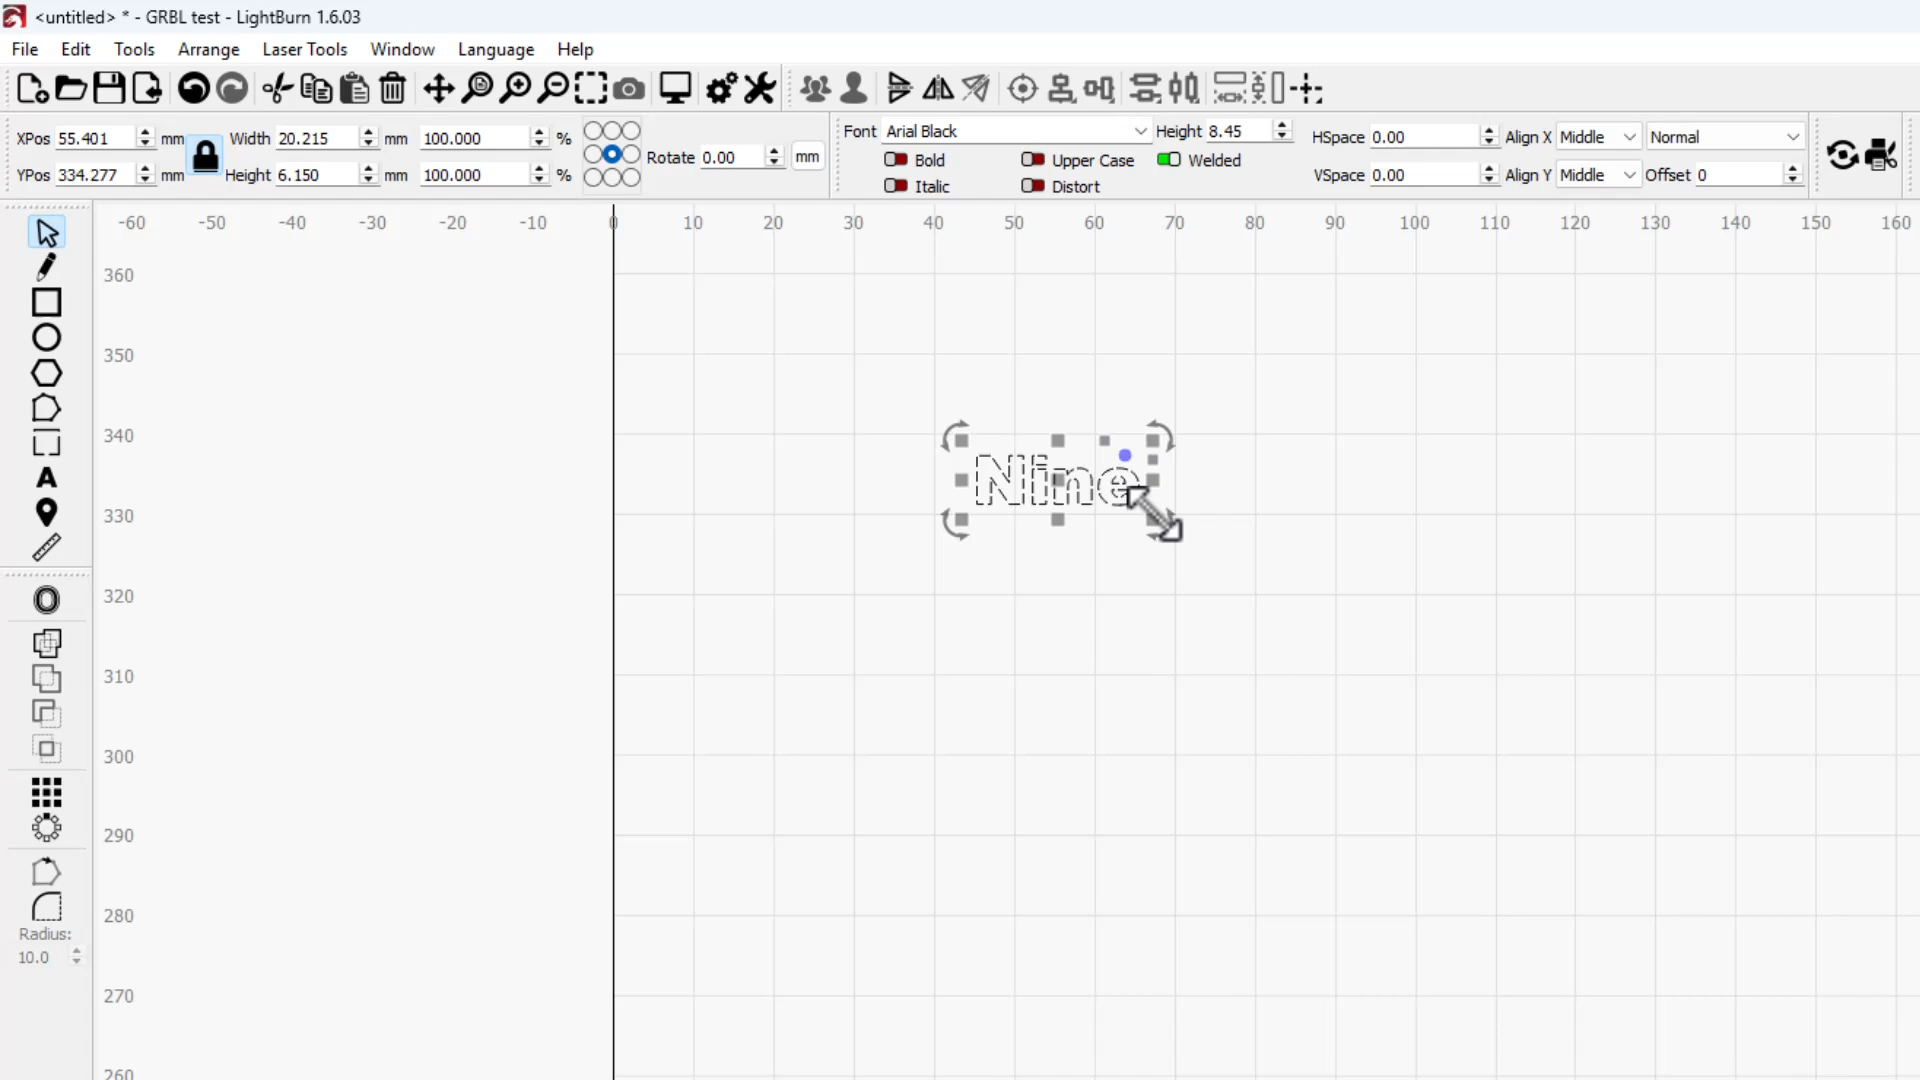 <untitled> * - GRBL test - LightBurn 1.6.03
File Edit Tools Arrange Laser Tools Window Language Help
XPos 55.401 mm Width 20.215 mm 100.000 %
YPos 334.277 mm Height 6.150 mm 100.000 %
Rotate 0.00 mm
Font Arial Black Height 8.45 HSpace 0.00 Align X Middle Normal
Bold Upper Case Welded
Italic Distort
VSpace 0.00 Align Y Middle Offset 0
-60 -50 -40 -30 -20 -10 0 10 20 30 40 50 60 70 80 90 100 110 120 130 140 150 160
360
350
340
Nine
330
320
310
300
290
280
270
260
Radius:
10.0